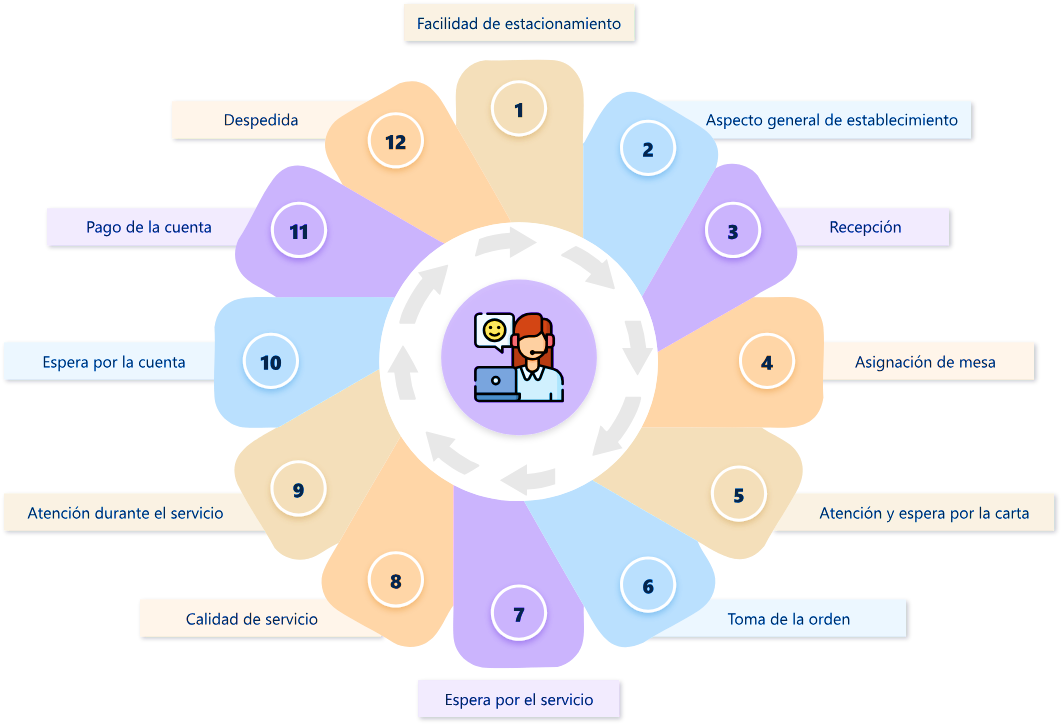 Facilidad de estacionamiento
1
Aspecto general de establecimiento
2
Recepción
3
Asignación de mesa
4
Atención y espera por la carta
5
Toma de la orden
6
Espera por el servicio
7
Calidad de servicio
8
Atención durante el servicio
9
Espera por la cuenta
10
Pago de la cuenta
11
Despedida
12